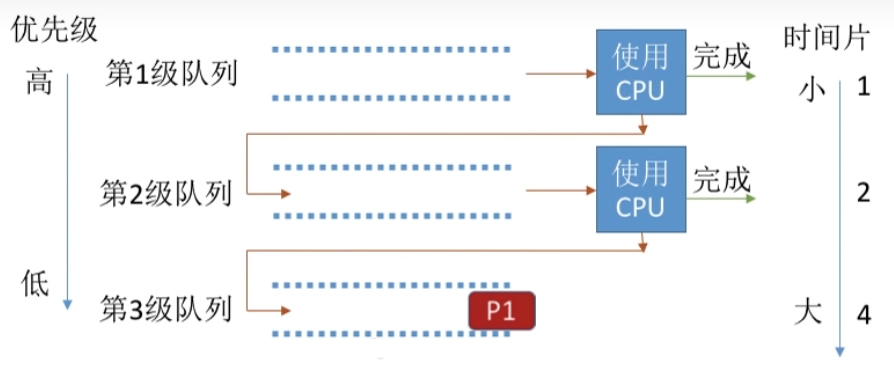 优先级
时间片
高
第1级队列
使用
CPU
完成
小
1
第2级队列
使用
CPU
完成
2
低
第3级队列
P1
大
4